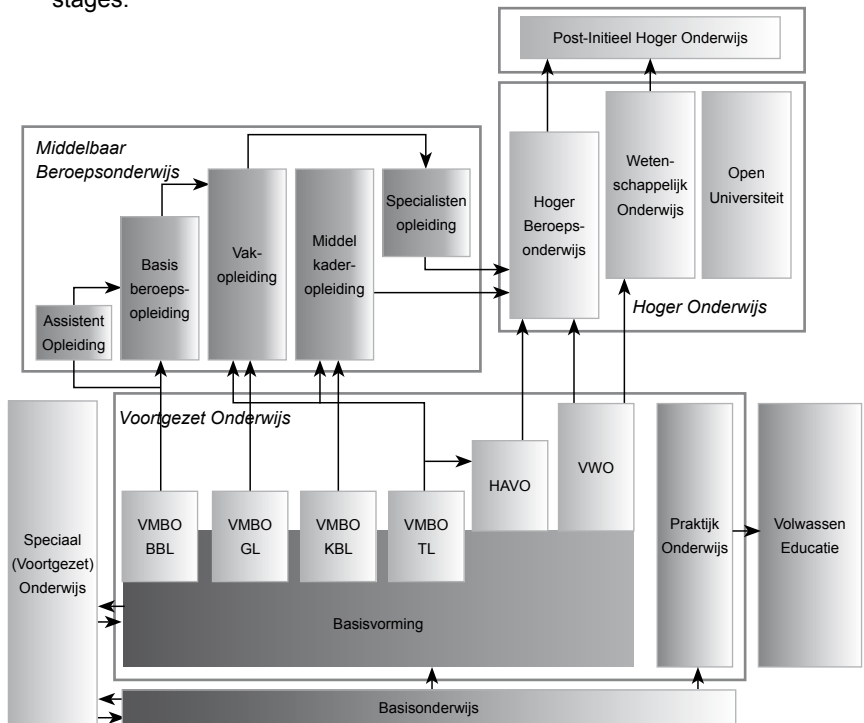 stages.
Post-Initieel Hoger Onderwijs
Middelbaar
Beroepsonderwijs
Assistent
Opleiding
Basis
beroeps-
opleiding
Vak-
opleiding
Middel
kader-
opleiding
Specialisten
opleiding
Hoger
Beroeps-
onderwijs
Weten-
schappelijk
Onderwijs
Open
Universiteit
Hoger Onderwijs
Voortgezet Onderwijs
Speciaal
(Voortgezet)
Onderwijs
VMBO
BBL
VMBO
GL
VMBO
KBL
VMBO
TL
HAVO
VWO
Praktijk
Onderwijs
Volwassen
Educatie
Basisvorming
Basisonderwijs